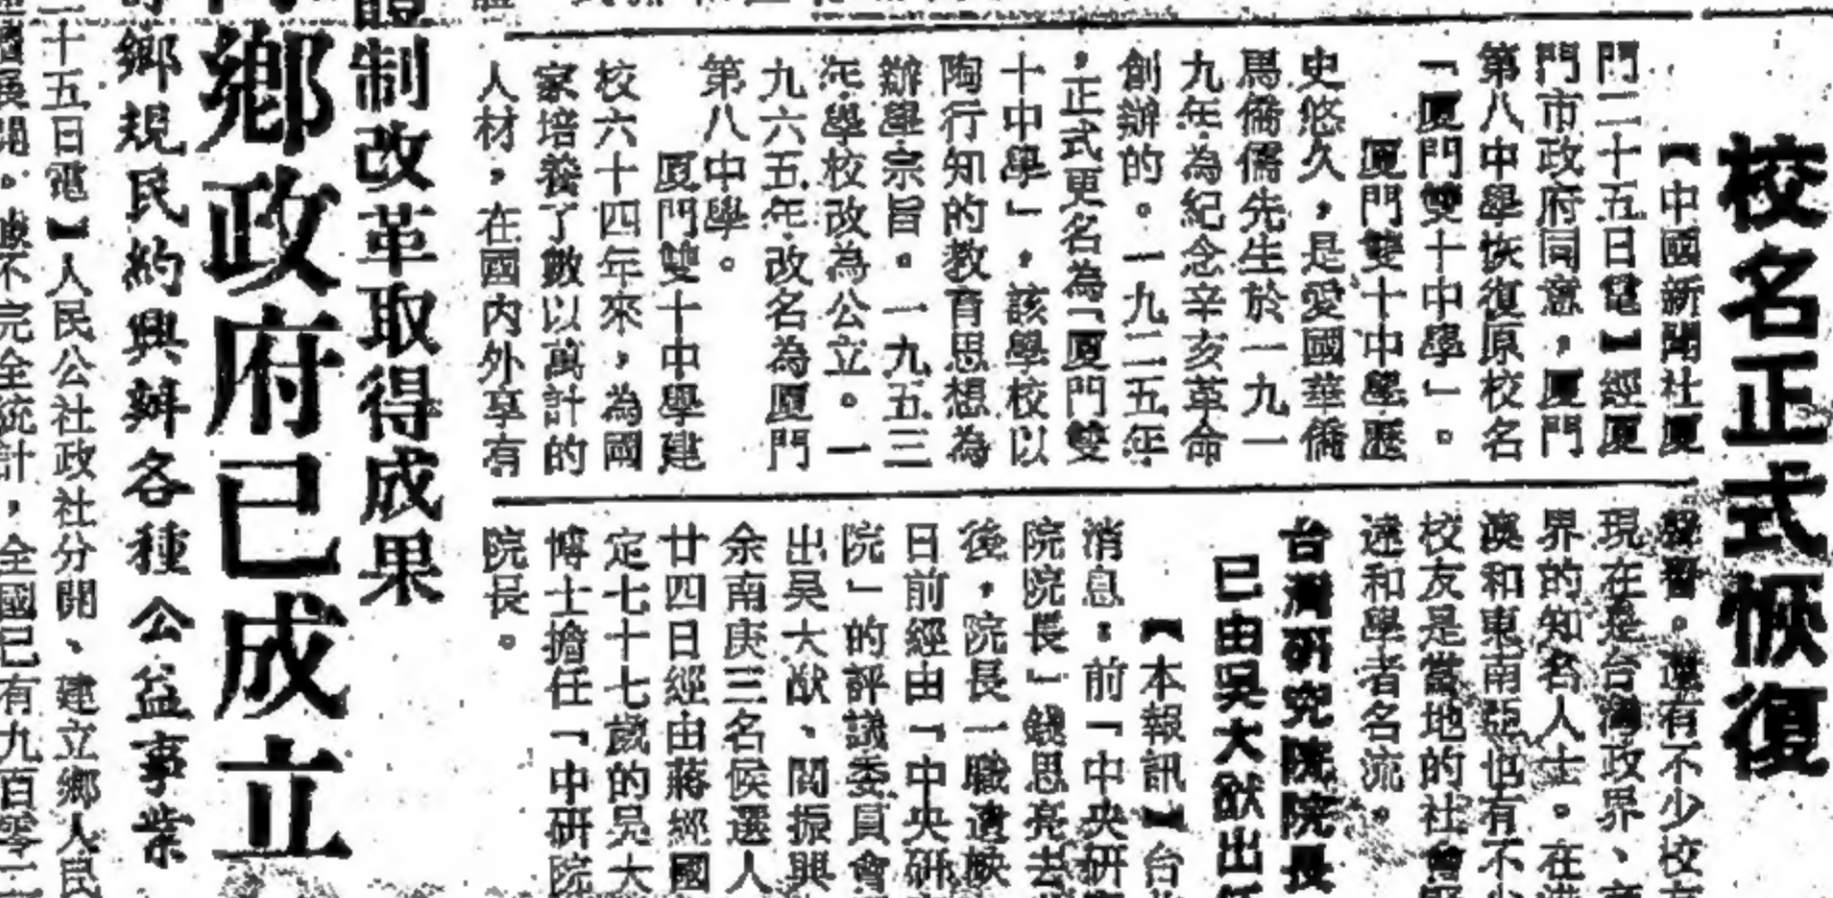 校名正式恢復
【中國新聞社廈
門二十五日電】經廈
門市政府同意，廈門
第八中學恢復原校名
「廈門雙十中學」。
廈門雙十中學歷
史悠久，是愛國華僑
馬僑儒先生於一九一
九年為紀念辛亥革命
創辦的。一九二五年
，正式更名為「廈門雙
十中學」，該學校以
陶行知的教育思想為
辦學宗旨。一九五三
年學校改為公立。一
九六五年改名為廈門
第八中學。
廈門雙十中學建
校六十四年來，為國
家培養了數以萬計的
人材，在國內外享有
聲譽。還有不少校友
現在是台灣政界、商
界的知名人士。在港
澳和東南亞也有不少
校友是當地的社會賢
達和學者名流。
台灣研究院院長
已由吳大猷出任
【本報訊】台
消息：前「中央研
院院長」錢思亮去
後，院長一職遺缺
日前經由「中央研
院」的評議委員會
出吳大猷、閻振興
余南庚三名候選人
廿四日經由蔣經國
定七十七歲的吳大
博士擔任「中研院
院長。
體制改革取得成果
鄉政府已成立
鄉規民約興辦各種公益事業
二十五日電】人民公社政社分開、建立鄉人民
展開。據不完全統計，全國已有九百零二